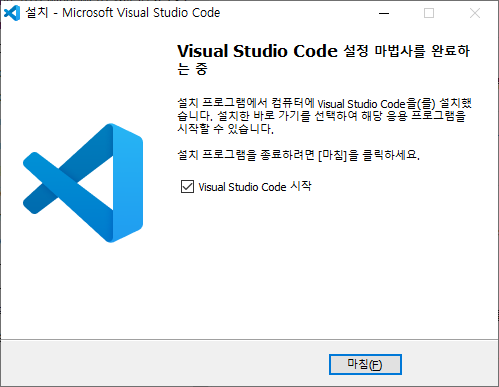 설치 - Microsoft Visual Studio Code
Visual Studio Code 설정 마법사를 완료하
는 중
설치 프로그램에서 컴퓨터에 Visual Studio Code을(를) 설치했
습니다. 설치한 바로 가기를 선택하여 해당 응용 프로그램을
시작할 수 있습니다.
설치 프로그램을 종료하려면 [마침]을 클릭하세요.
Visual Studio Code 시작
마침(F)